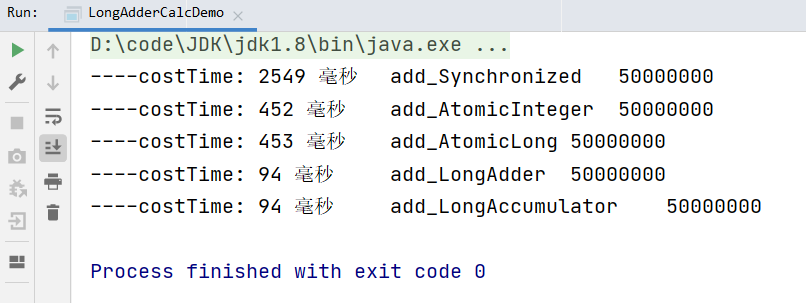 Run: LongAdderCalcDemo ×
D:\code\JDK\jdk1.8\bin\java.exe ...
----costTime: 2549 毫秒 add_Synchronized 50000000
----costTime: 452 毫秒 add_AtomicInteger 50000000
----costTime: 453 毫秒 add_AtomicLong 50000000
----costTime: 94 毫秒 add_LongAdder 50000000
----costTime: 94 毫秒 add_LongAccumulator 50000000
Process finished with exit code 0